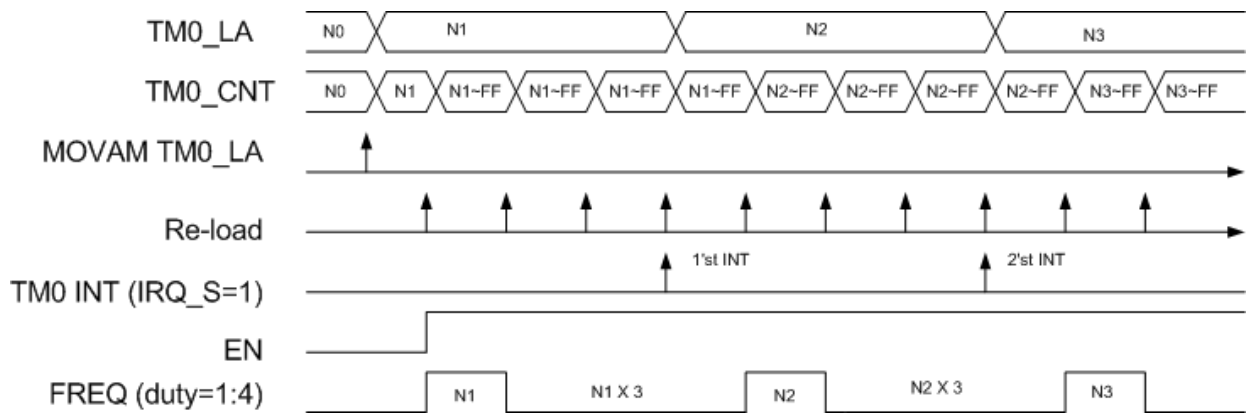 TM0_LA N0 N1 N2 N3
TM0_CNT N0 N1 N1~FF N1~FF N1~FF N1~FF N2~FF N2~FF N2~FF N2~FF N3~FF N3~FF
MOVAM TM0_LA
Re-load
TM0 INT (IRQ_S=1) 1'st INT 2'st INT
EN
FREQ (duty=1:4) N1 N1 X 3 N2 N2 X 3 N3